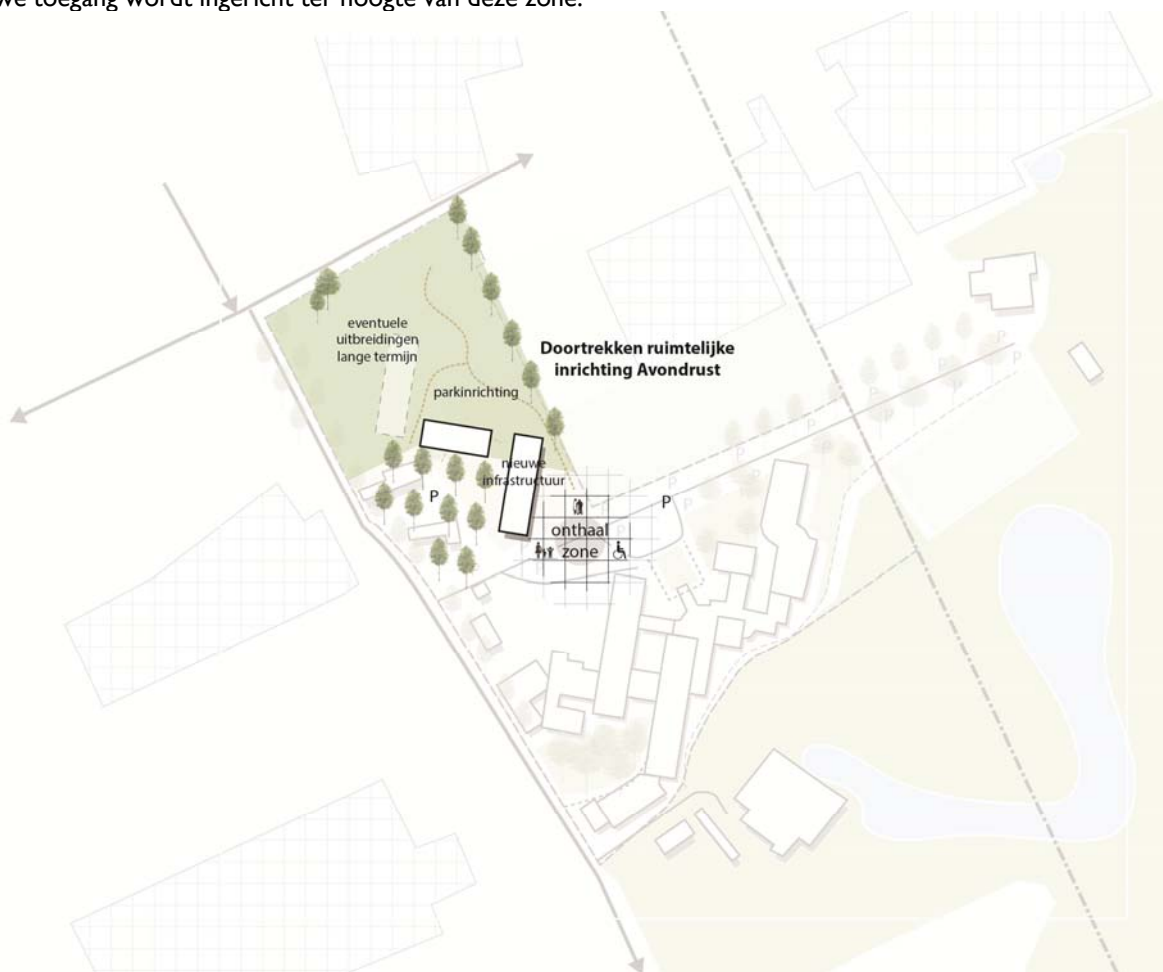 we toegang wordt ingericht ter hoogte van deze zone.
eventuele
uitbreidingen
lange termijn
Doortrekken ruimtelijke
inrichting Avondrust
parkinrichting
nieuwe
infrastructuur
P
P
onthaal
zone
P
P
P
P
P
P
P
P